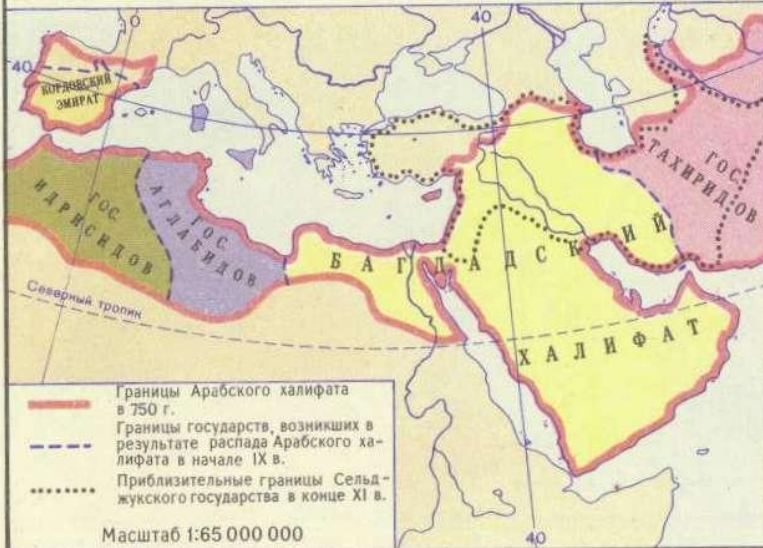 0
40
40
КОРДОВСКИЙ
ЭМИРАТ
ГОС.
ИДРИСИДОВ
ГОС.
АГЛАБИДОВ
ГОС.
ТАХИРИДОВ
БАГДАДСКИЙ
ХАЛИФАТ
Северный тропик
40
Границы Арабского халифата
в 750 г.
Границы государств, возникших в
результате распада Арабского ха-
лифата в начале IX в.
Приблизительные границы Сельд-
жукского государства в конце XI в.
Масштаб 1:65 000 000